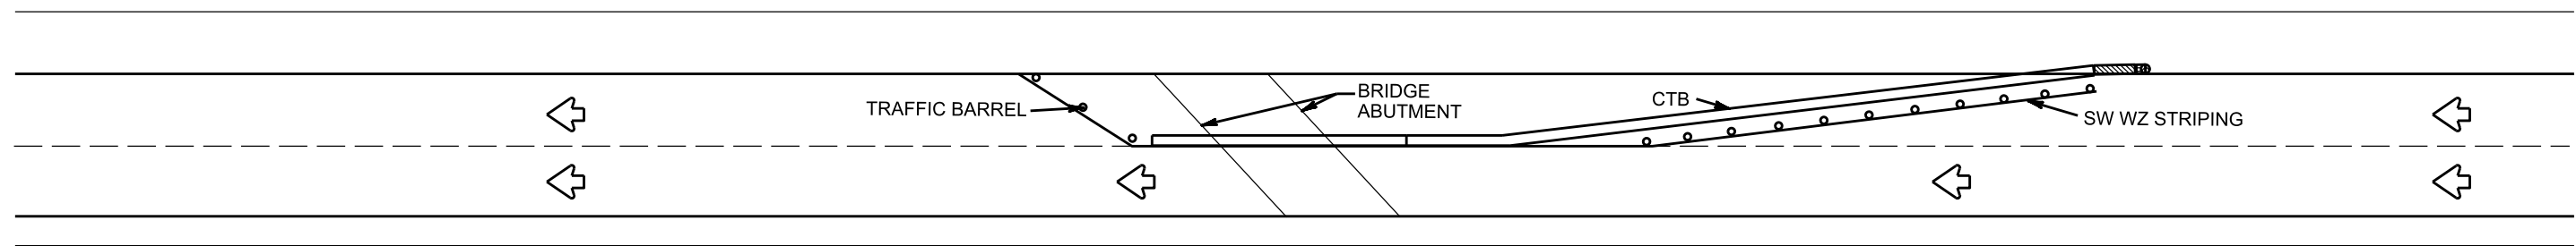 TRAFFIC BARREL
BRIDGE
ABUTMENT
CTB
SW WZ STRIPING